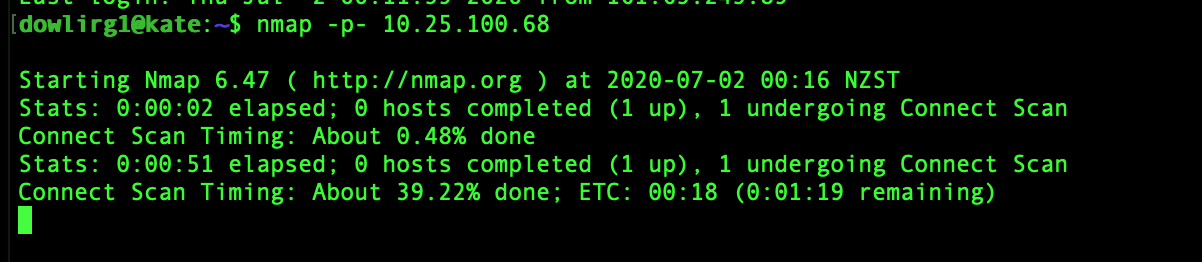 [dowlirg1@kate:~$ nmap -p- 10.25.100.68
Starting Nmap 6.47 ( http://nmap.org ) at 2020-07-02 00:16 NZST
Stats: 0:00:02 elapsed; 0 hosts completed (1 up), 1 undergoing Connect Scan
Connect Scan Timing: About 0.48% done
Stats: 0:00:51 elapsed; 0 hosts completed (1 up), 1 undergoing Connect Scan
Connect Scan Timing: About 39.22% done; ETC: 00:18 (0:01:19 remaining)